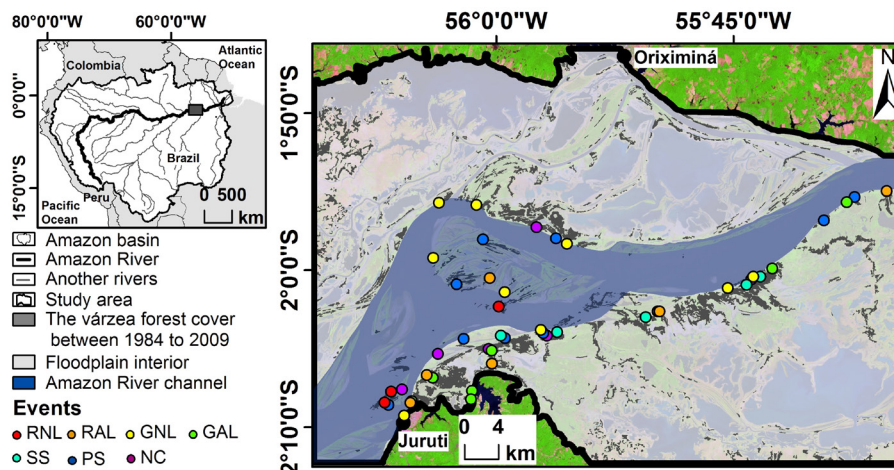 80°0'0"W 60°0'0"W
Colombia
Atlantic
Ocean
0°0'0"
15°0'0"S
Brazil
Peru
Pacific
Ocean
0 500
km
Amazon basin
Amazon River
Another rivers
Study area
The várzea forest cover
between 1984 to 2009
Floodplain interior
Amazon River channel
Events
RNL RAL GNL GAL
SS PS NC
56°0'0"W 55°45'0"W
Oriximiná
N
1°50'0"S
2°0'0"S
2°10'0"S
Juruti
0 4
km